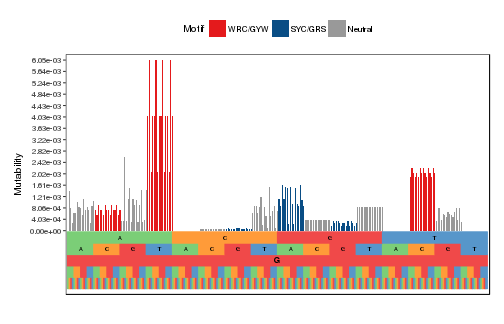 Motif WRC/GYW SYC/GRS Neutral
Mutability
6.05e-03
5.64e-03
5.24e-03
4.84e-03
4.43e-03
4.03e-03
3.63e-03
3.22e-03
2.82e-03
2.42e-03
2.02e-03
1.61e-03
1.21e-03
8.06e-04
4.03e-04
0.00e+00
A C G T
A C G T A C G T A C G T A C G T
G